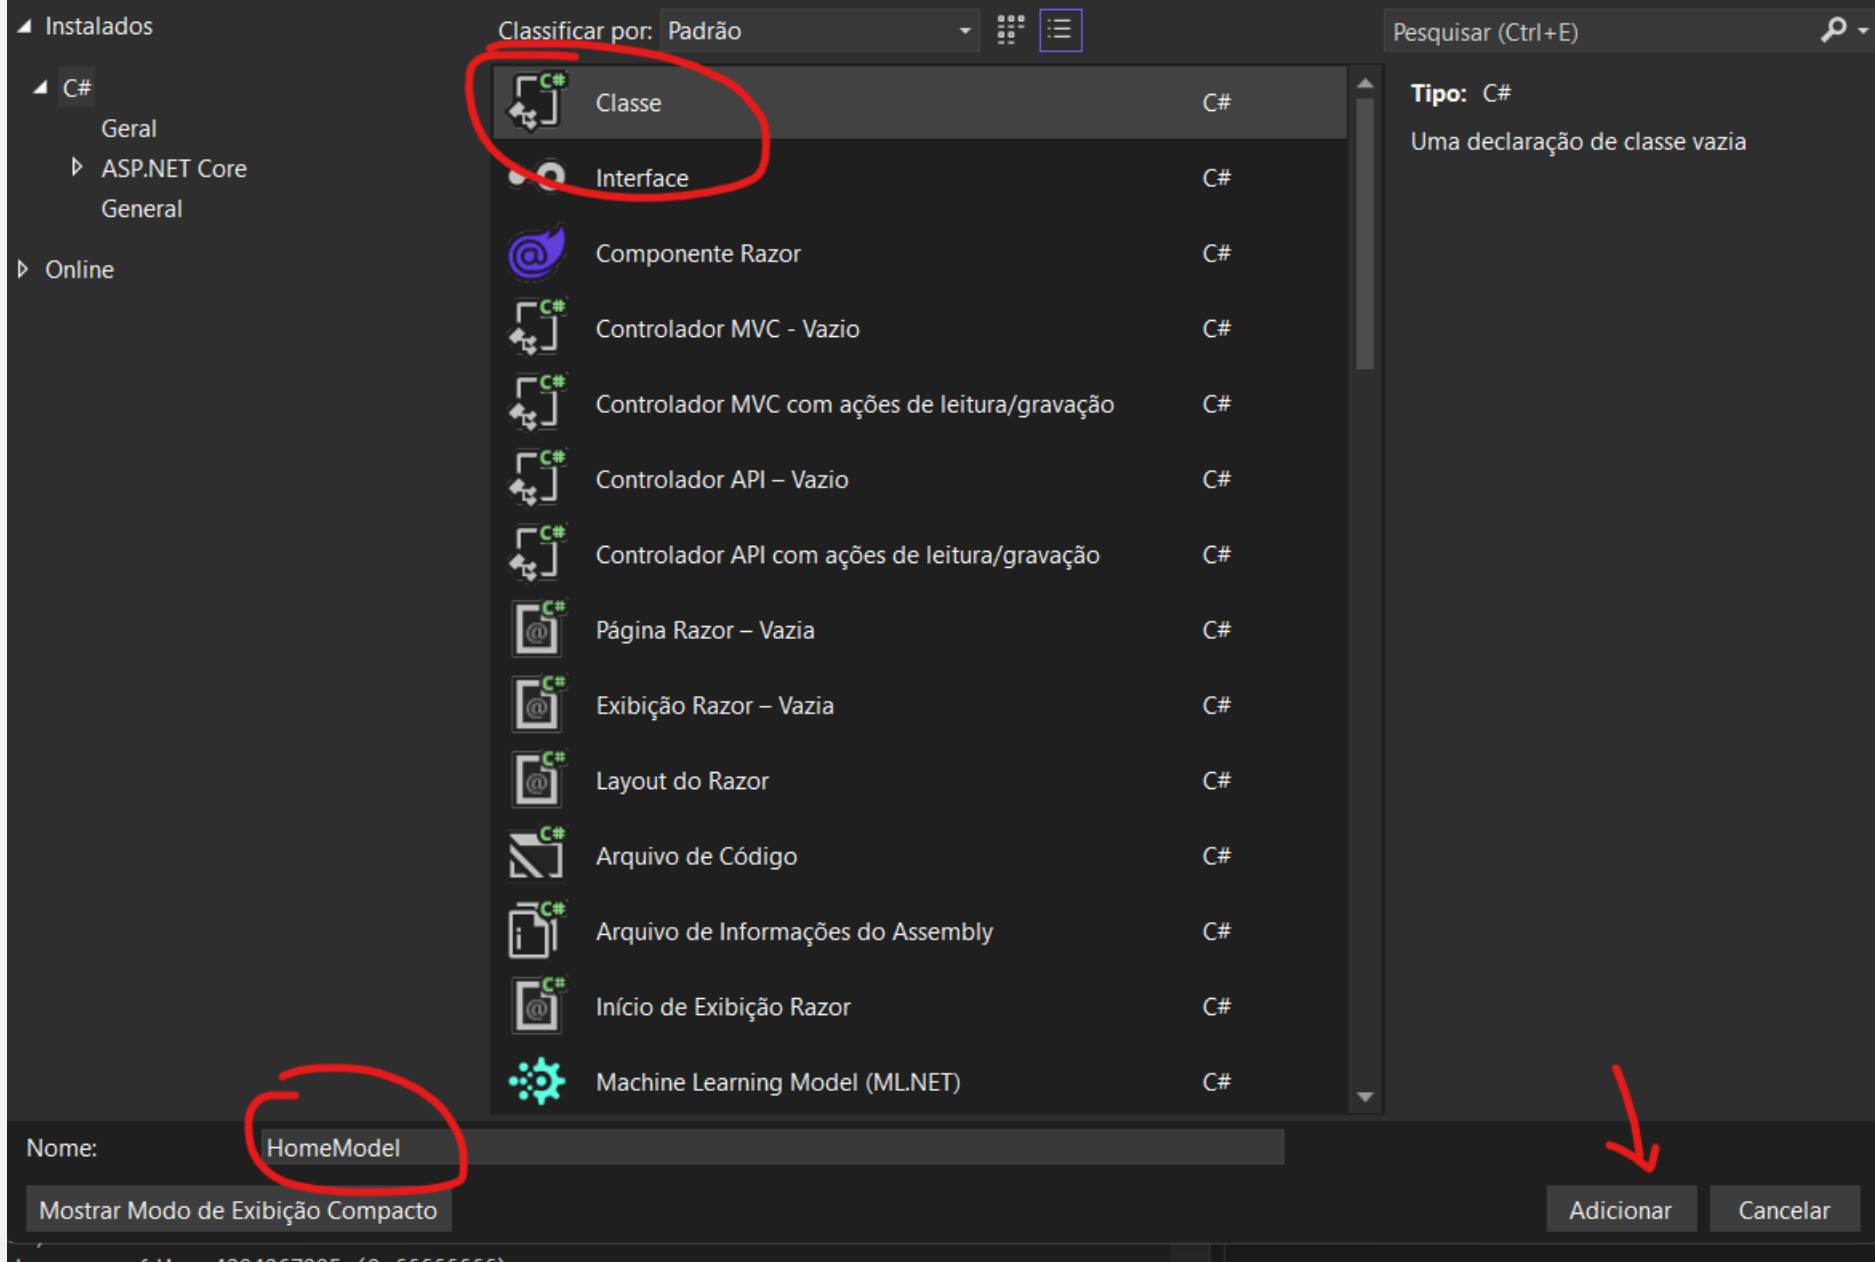 Instalados
C#
Geral
ASP.NET Core
General
Online
Classificar por: Padrão
Classe C#
Interface C#
Componente Razor C#
Controlador MVC - Vazio C#
Controlador MVC com ações de leitura/gravação C#
Controlador API – Vazio C#
Controlador API com ações de leitura/gravação C#
Página Razor – Vazia C#
Exibição Razor – Vazia C#
Layout do Razor C#
Arquivo de Código C#
Arquivo de Informações do Assembly C#
Início de Exibição Razor C#
Machine Learning Model (ML.NET) C#
Pesquisar (Ctrl+E)
Tipo: C#
Uma declaração de classe vazia
Nome: HomeModel
Mostrar Modo de Exibição Compacto
Adicionar Cancelar